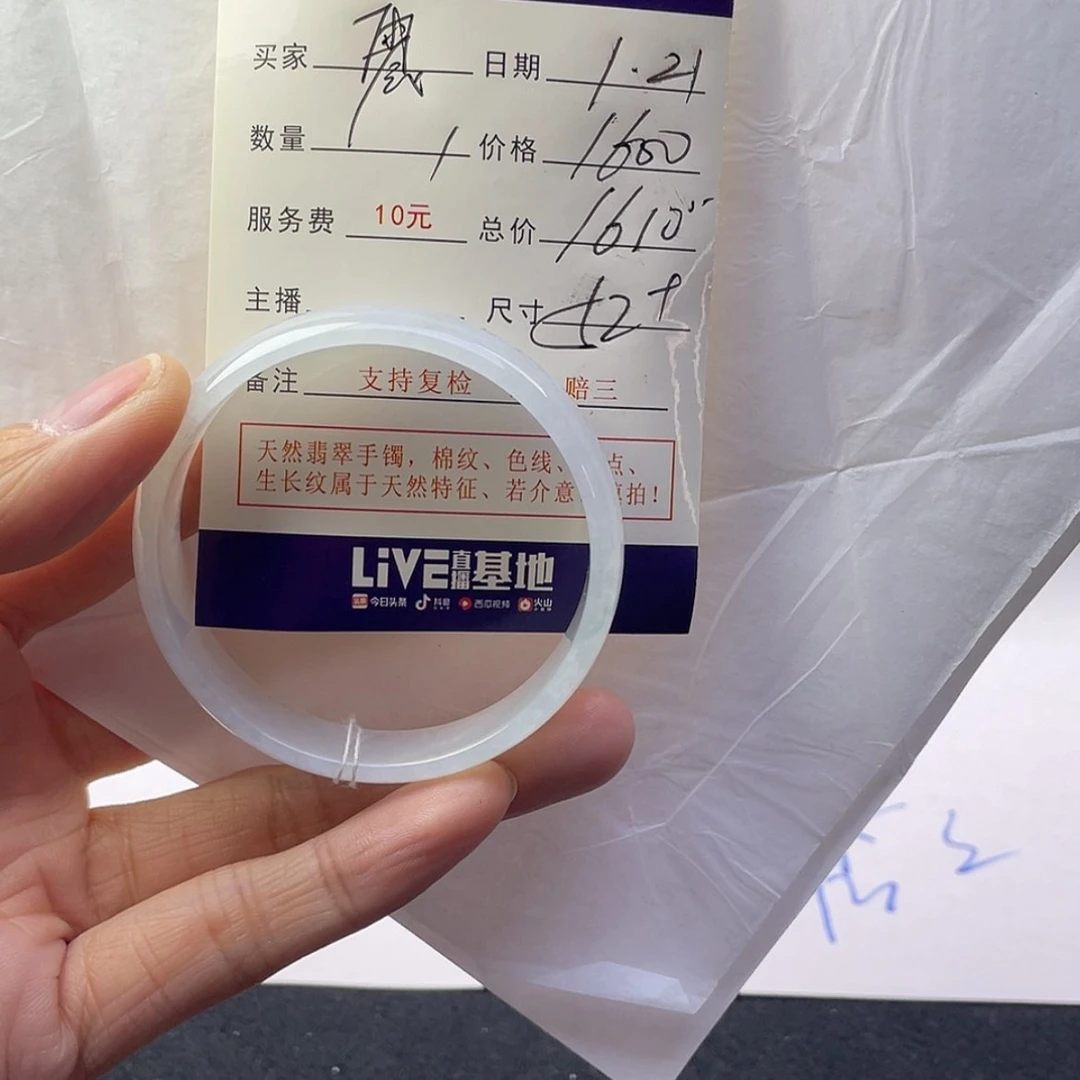 买家 日期 1.21
数量 1 价格 1600
服务费 10元 总价 1610
主播 尺寸 52+
备注 支持复检 赔三
天然翡翠手镯，棉纹、色线、 点、
生长纹属于天然特征、若介意 慎拍！
LiVE直播基地
头条 今日头条 抖音 西瓜视频 火山